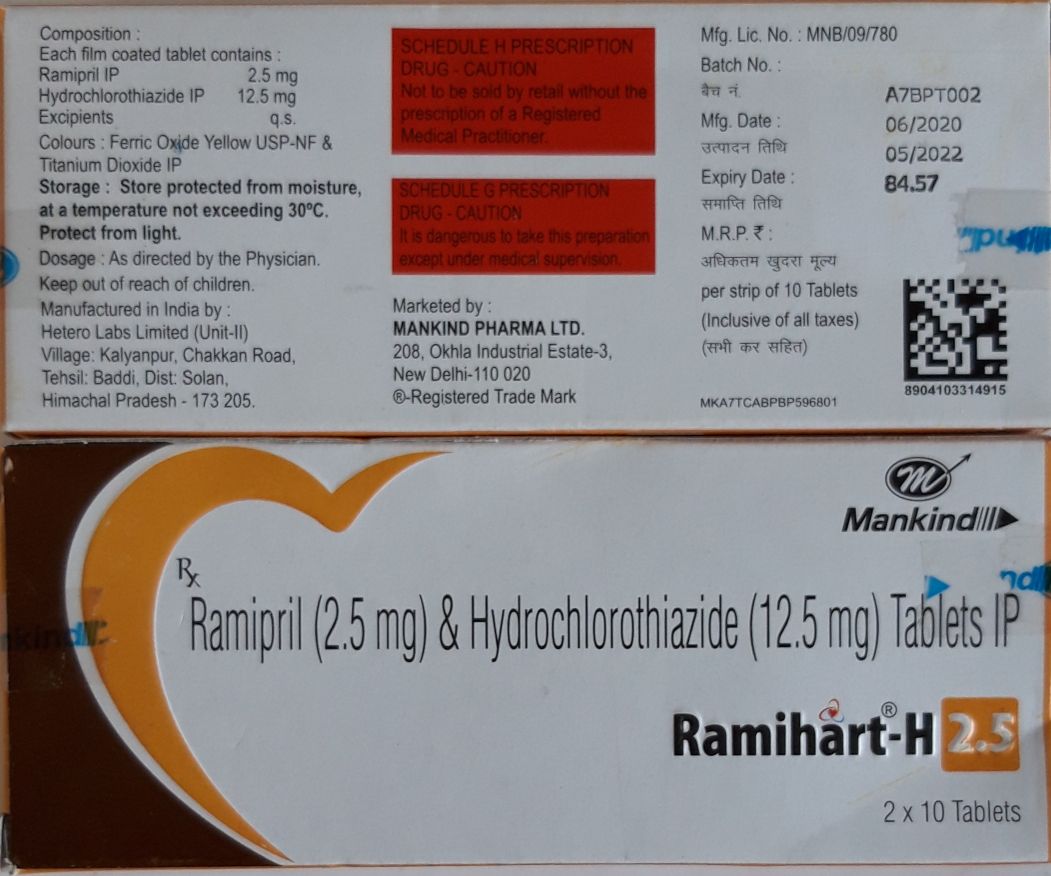 Composition :
Each film coated tablet contains :
Ramipril IP 2.5 mg
Hydrochlorothiazide IP 12.5 mg
Excipients q.s.
Colours : Ferric Oxide Yellow USP-NF &
Titanium Dioxide IP
Storage : Store protected from moisture,
at a temperature not exceeding 30ºC.
Protect from light.
Dosage : As directed by the Physician.
Keep out of reach of children.
Manufactured in India by :
Hetero Labs Limited (Unit-II)
Village: Kalyanpur, Chakkan Road,
Tehsil: Baddi, Dist: Solan,
Himachal Pradesh - 173 205.
SCHEDULE H PRESCRIPTION
DRUG - CAUTION
Not to be sold by retail without the
prescription of a Registered
Medical Practitioner.
SCHEDULE G PRESCRIPTION
DRUG - CAUTION
It is dangerous to take this preparation
except under medical supervision.
Marketed by :
MANKIND PHARMA LTD.
208, Okhla Industrial Estate-3,
New Delhi-110 020
®-Registered Trade Mark
Mfg. Lic. No. : MNB/09/780
Batch No. :
बैच नं. A7BPT002
Mfg. Date : 06/2020
उत्पादन तिथि 05/2022
Expiry Date : 84.57
समाप्ति तिथि
M.R.P. ₹ :
अधिकतम खुदरा मूल्य
per strip of 10 Tablets
(Inclusive of all taxes)
(सभी कर सहित)
MKA7TCABPBP596801
8904103314915
m
Mankind
Rx
Ramipril (2.5 mg) & Hydrochlorothiazide (12.5 mg) Tablets IP
Ramihart®-H 2.5
2 x 10 Tablets